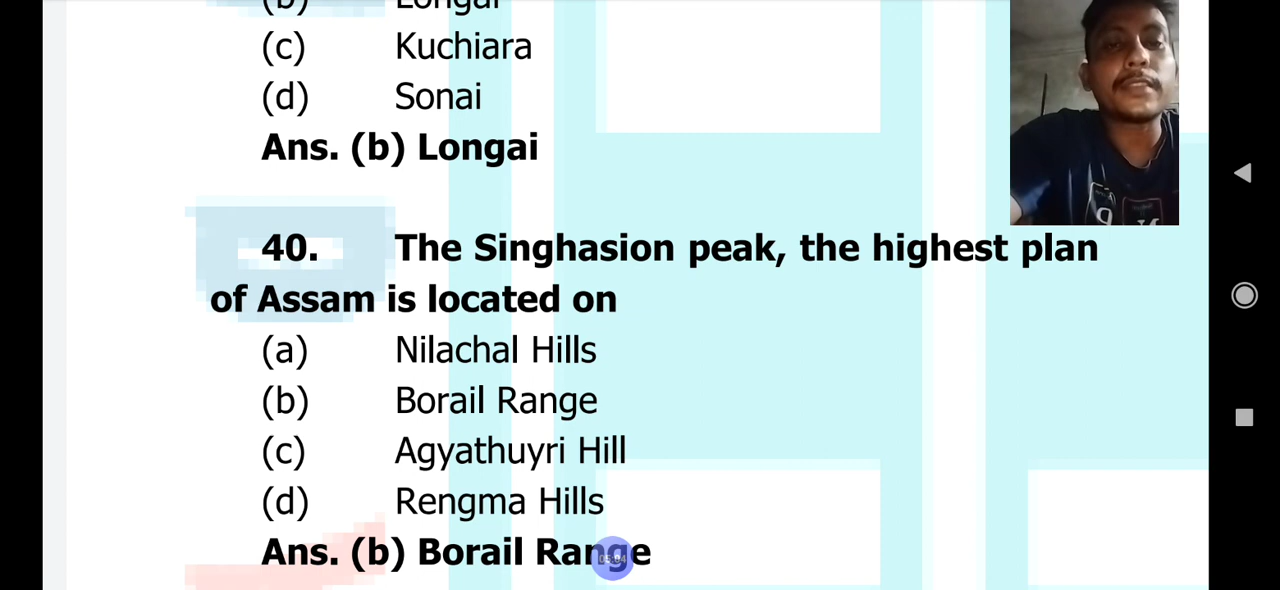 (b) Longai
(c) Kuchiara
(d) Sonai
Ans. (b) Longai
40. The Singhasion peak, the highest plan
of Assam is located on
(a) Nilachal Hills
(b) Borail Range
(c) Agyathuyri Hill
(d) Rengma Hills
Ans. (b) Borail Range